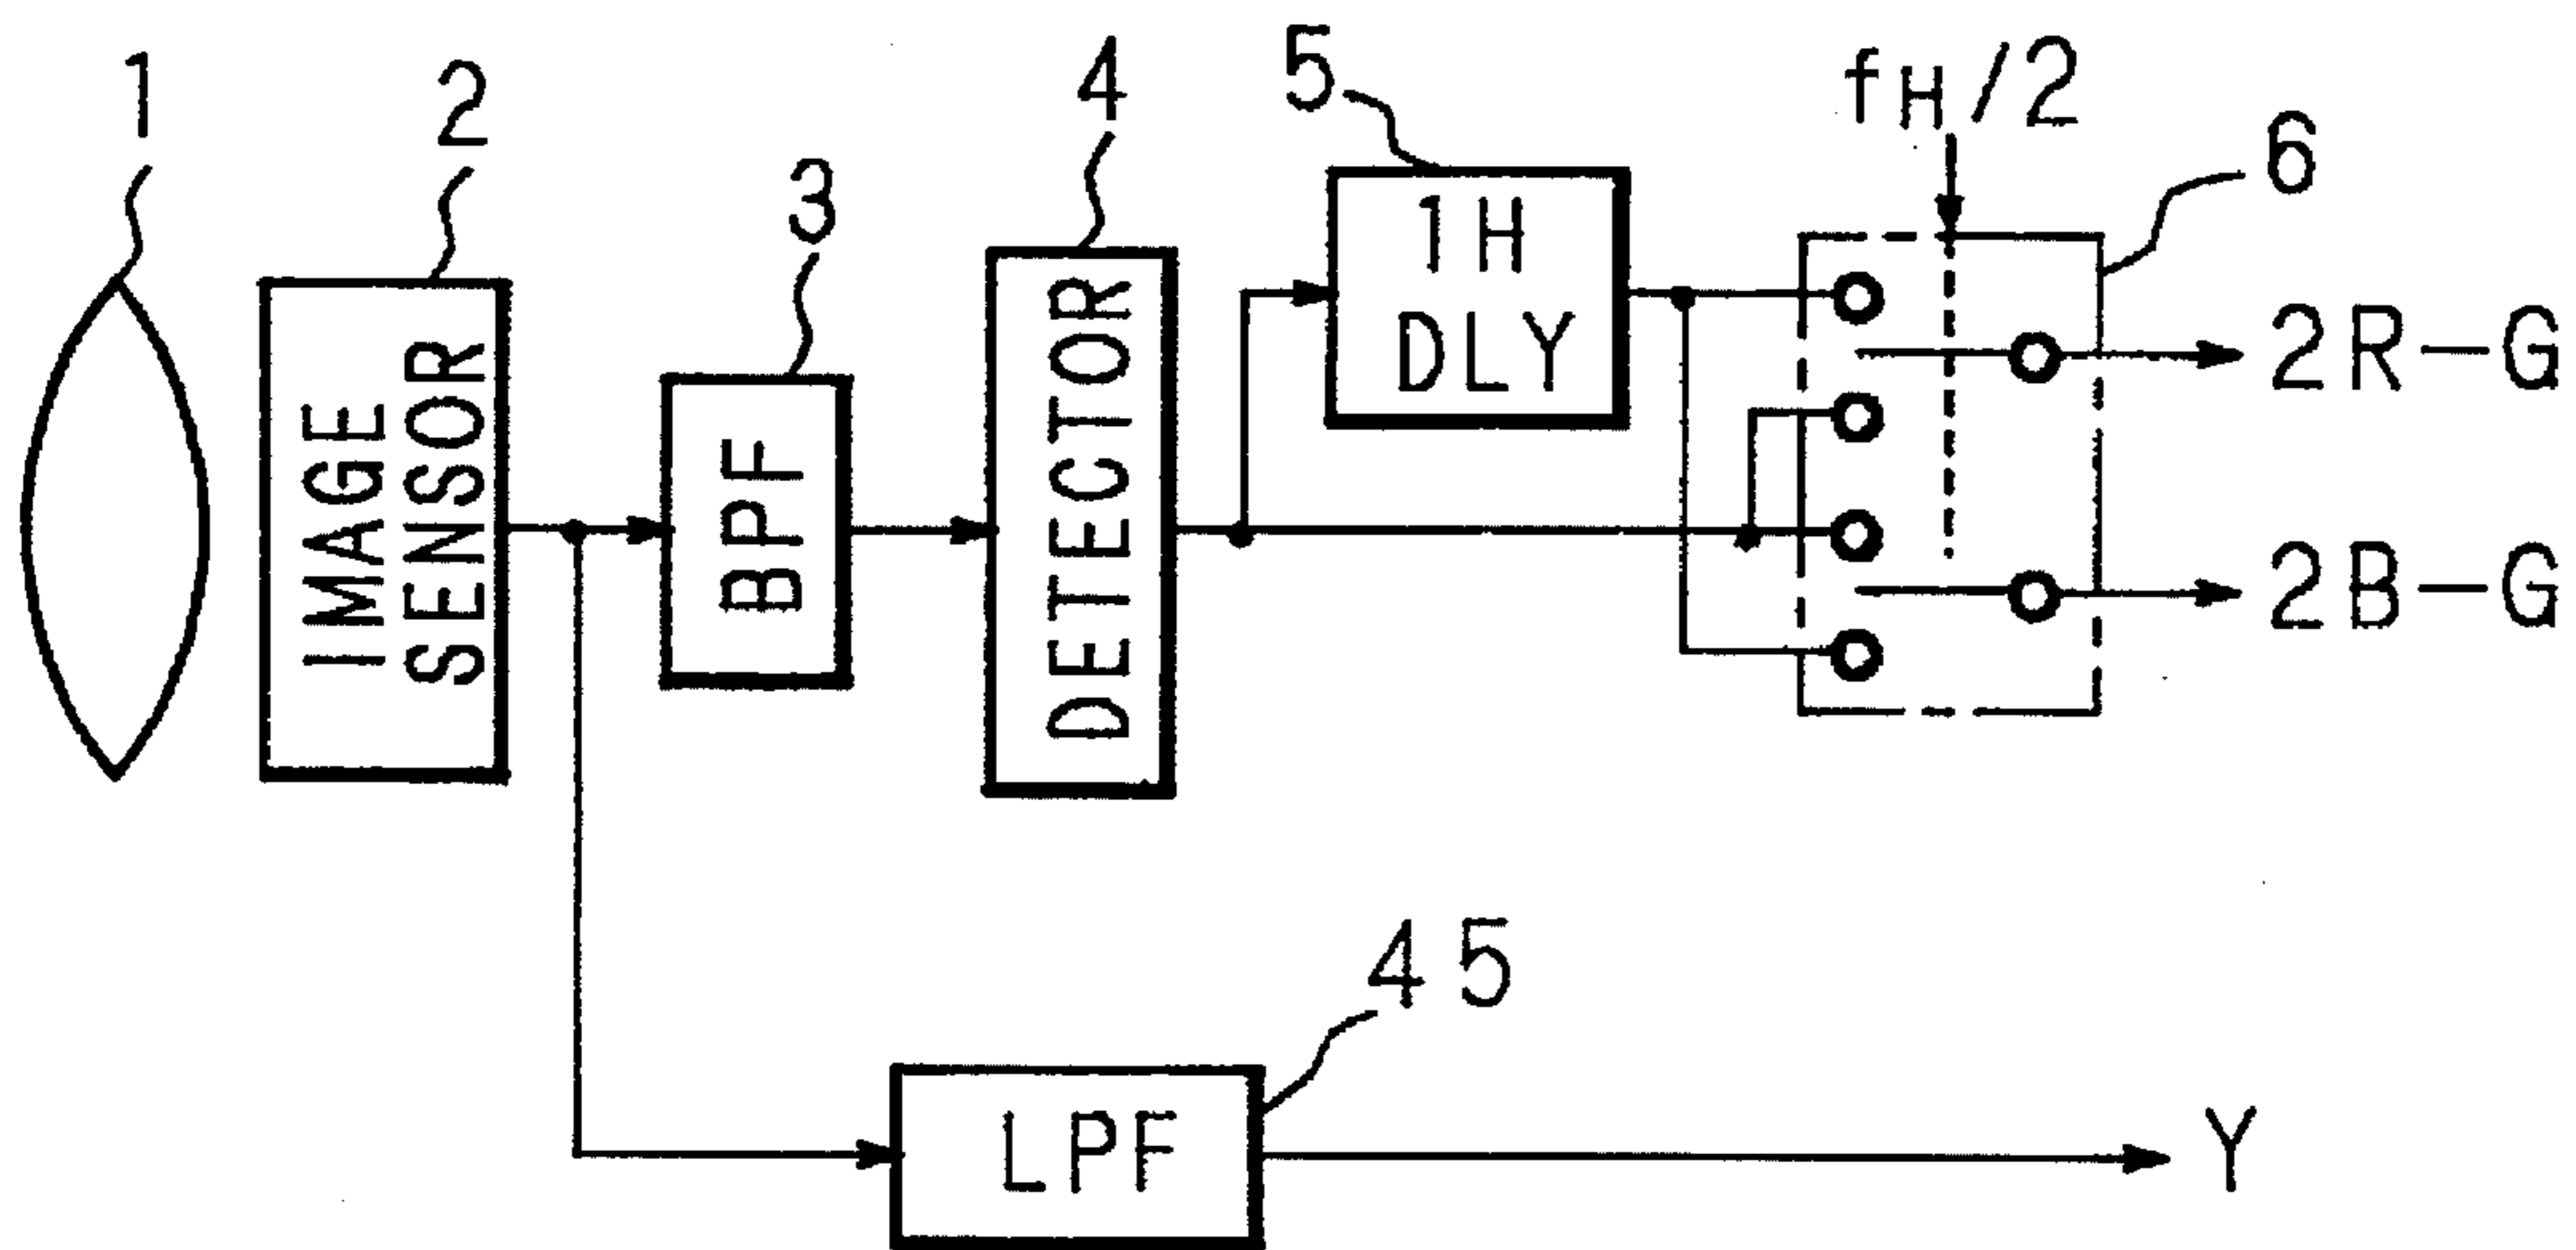 1
2
3
4
5
fH/2
6
IMAGE
SENSOR
BPF
DETECTOR
1H
DLY
2R-G
2B-G
45
LPF
Y